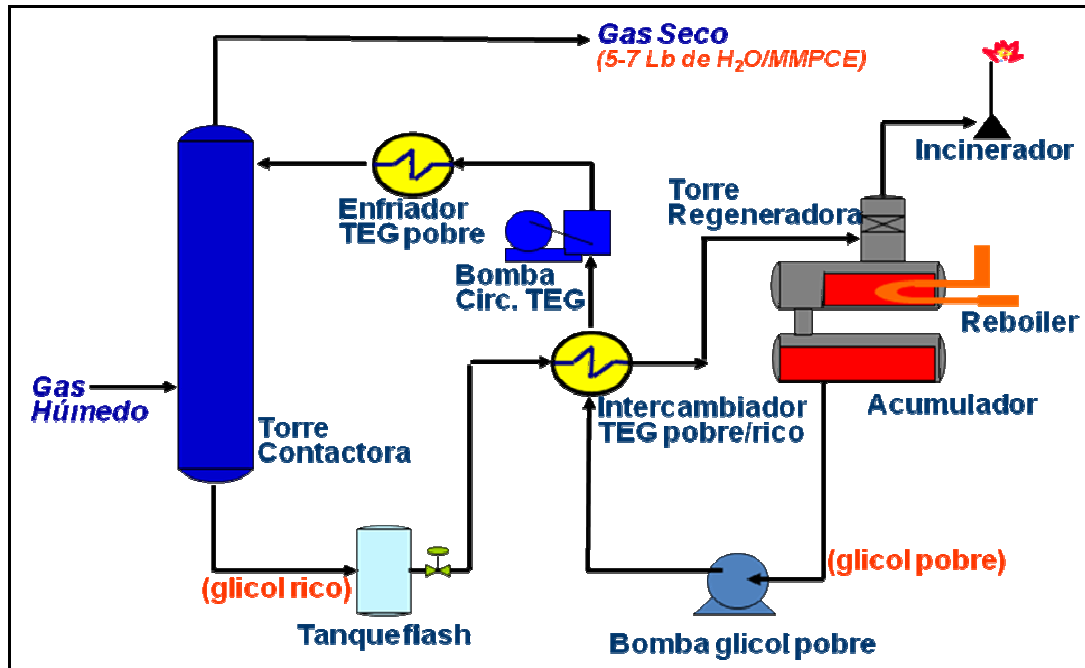 Gas Seco
(5-7 Lb de H₂O/MMPCE)
Incinerador
Torre
Regeneradora
Enfriador
TEG pobre
Bomba
Circ. TEG
Reboiler
Gas
Húmedo
Intercambiador
TEG pobre/rico
Acumulador
Torre
Contactora
(glicol rico)
(glicol pobre)
Tanque flash
Bomba glicol pobre